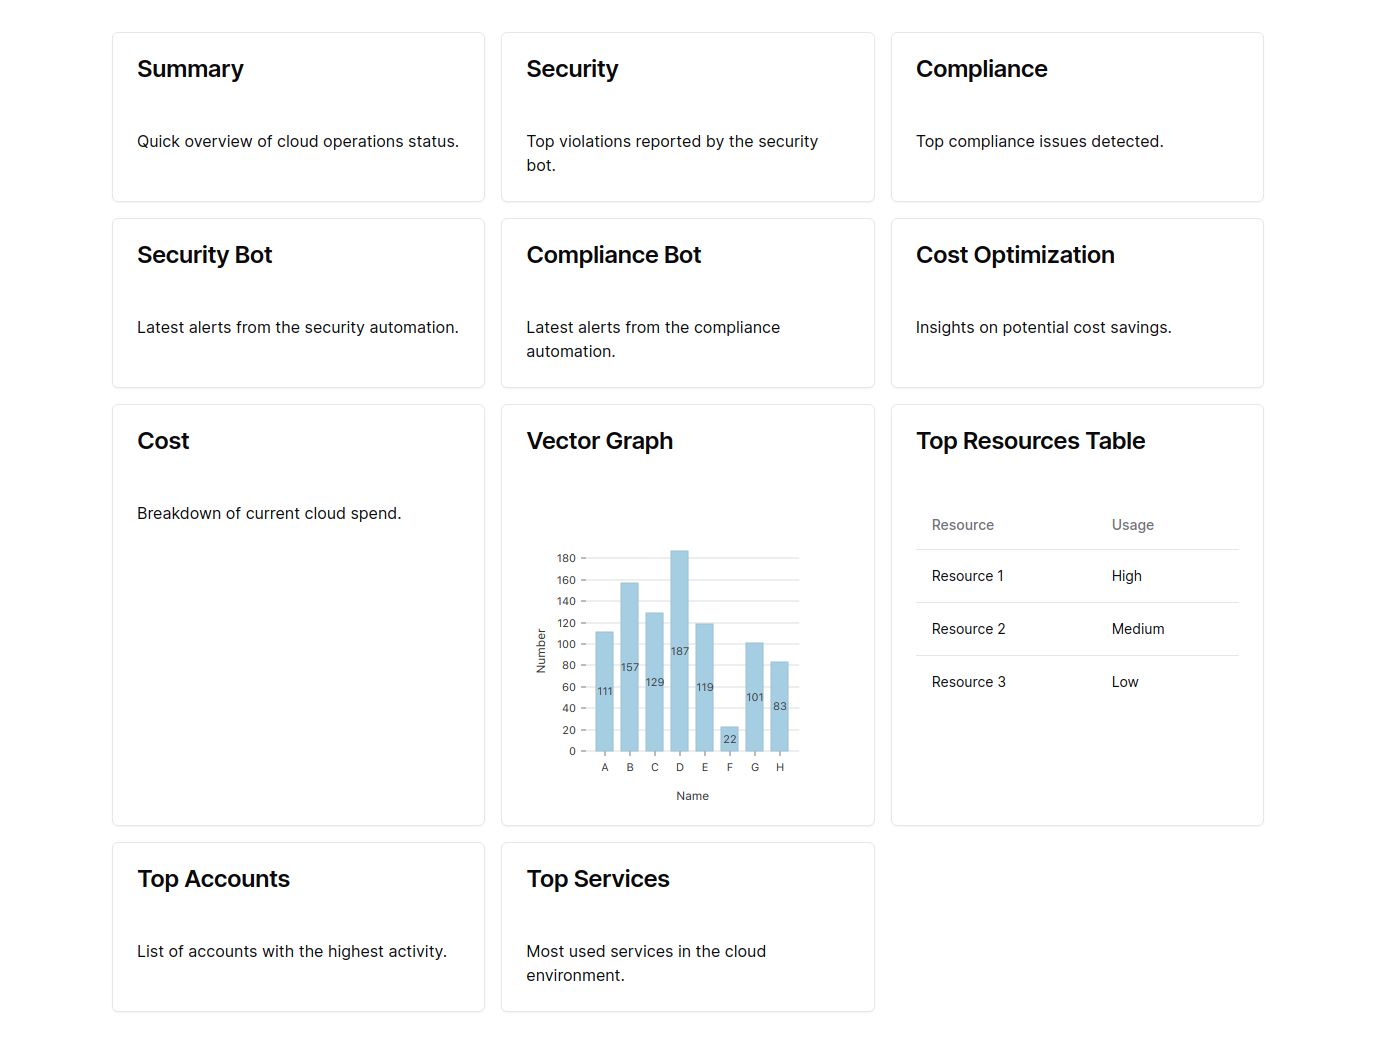 Summary
Quick overview of cloud operations status.
Security
Top violations reported by the security
bot.
Compliance
Top compliance issues detected.
Security Bot
Latest alerts from the security automation.
Compliance Bot
Latest alerts from the compliance
automation.
Cost Optimization
Insights on potential cost savings.
Cost
Breakdown of current cloud spend.
Vector Graph
180
160
140
120
100
80
60
40
20
0
Number
111
157
129
187
119
22
101
83
A B C D E F G H
Name
Top Resources Table
Resource Usage
Resource 1 High
Resource 2 Medium
Resource 3 Low
Top Accounts
List of accounts with the highest activity.
Top Services
Most used services in the cloud
environment.